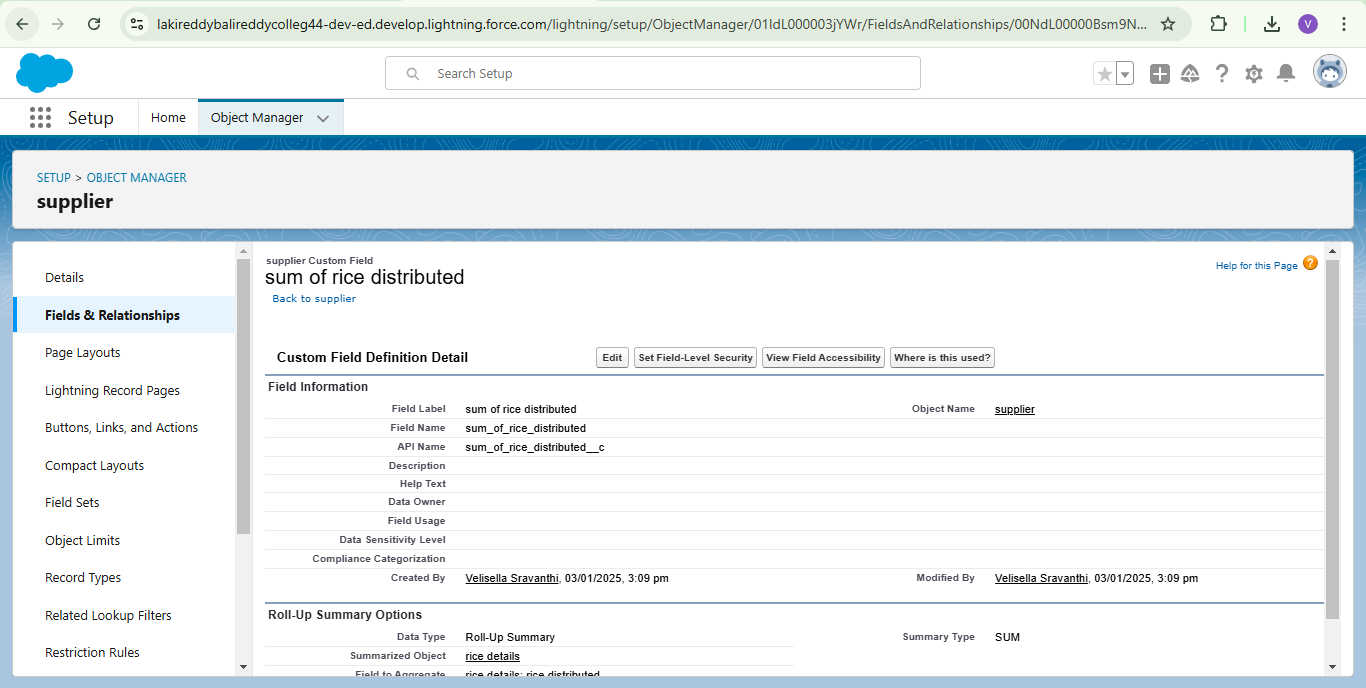 lakireddybalireddycolleg44-dev-ed.develop.lightning.force.com/lightning/setup/ObjectManager/01IdL000003jYWr/FieldsAndRelationships/00NdL00000Bsm9N...
V
Search Setup
Setup
Home
Object Manager
SETUP > OBJECT MANAGER
supplier
Details
Fields & Relationships
Page Layouts
Lightning Record Pages
Buttons, Links, and Actions
Compact Layouts
Field Sets
Object Limits
Record Types
Related Lookup Filters
Restriction Rules
supplier Custom Field
sum of rice distributed
Back to supplier
Help for this Page ?
Custom Field Definition Detail Edit Set Field-Level Security View Field Accessibility Where is this used?
Field Information
Field Label sum of rice distributed Object Name supplier
Field Name sum_of_rice_distributed
API Name sum_of_rice_distributed__c
Description
Help Text
Data Owner
Field Usage
Data Sensitivity Level
Compliance Categorization
Created By Velisella Sravanthi, 03/01/2025, 3:09 pm Modified By Velisella Sravanthi, 03/01/2025, 3:09 pm
Roll-Up Summary Options
Data Type Roll-Up Summary Summary Type SUM
Summarized Object rice details
Field to Aggregate rice details: rice distributed